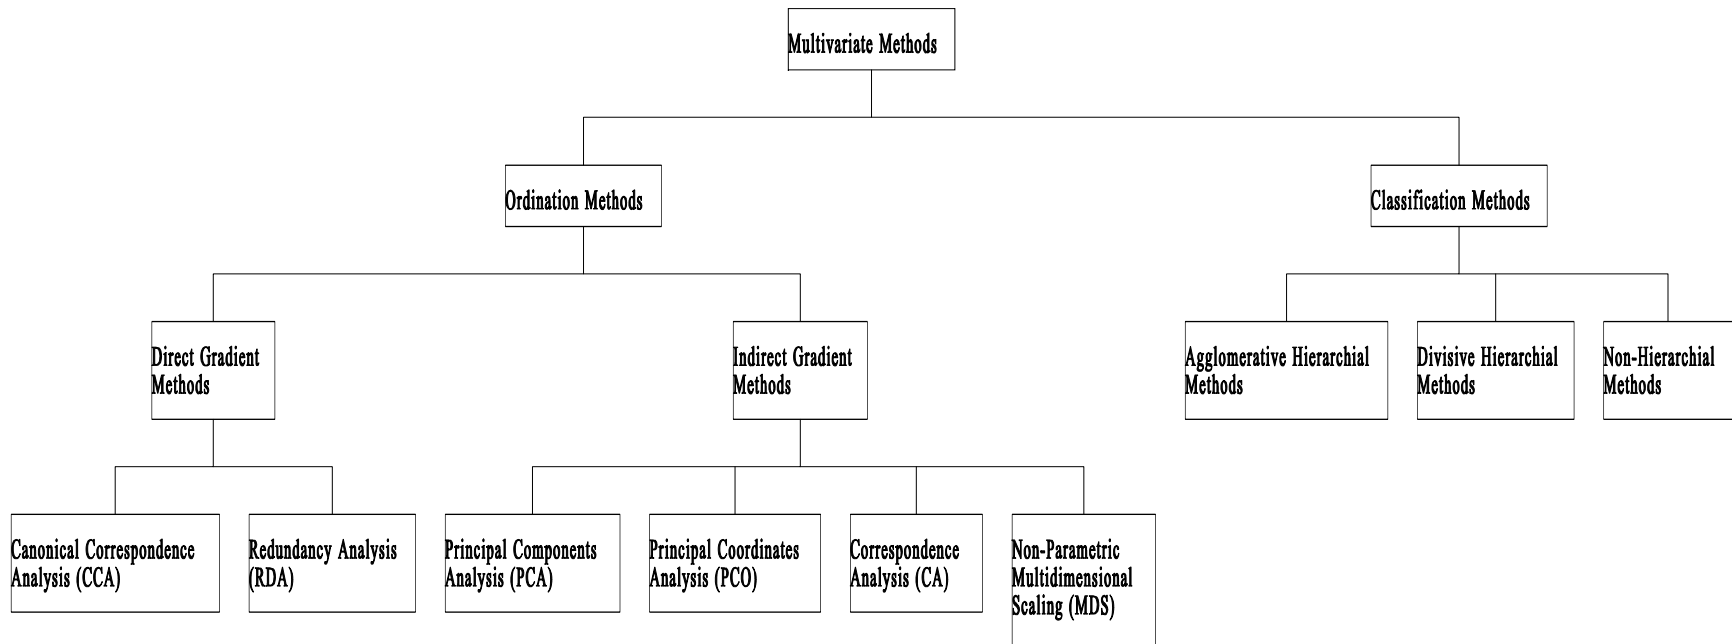 Multivariate Methods
Ordination Methods
Classification Methods
Direct Gradient
Methods
Indirect Gradient
Methods
Agglomerative Hierarchial
Methods
Divisive Hierarchial
Methods
Non-Hierarchial
Methods
Canonical Correspondence
Analysis (CCA)
Redundancy Analysis
(RDA)
Principal Components
Analysis (PCA)
Principal Coordinates
Analysis (PCO)
Correspondence
Analysis (CA)
Non-Parametric
Multidimensional
Scaling (MDS)